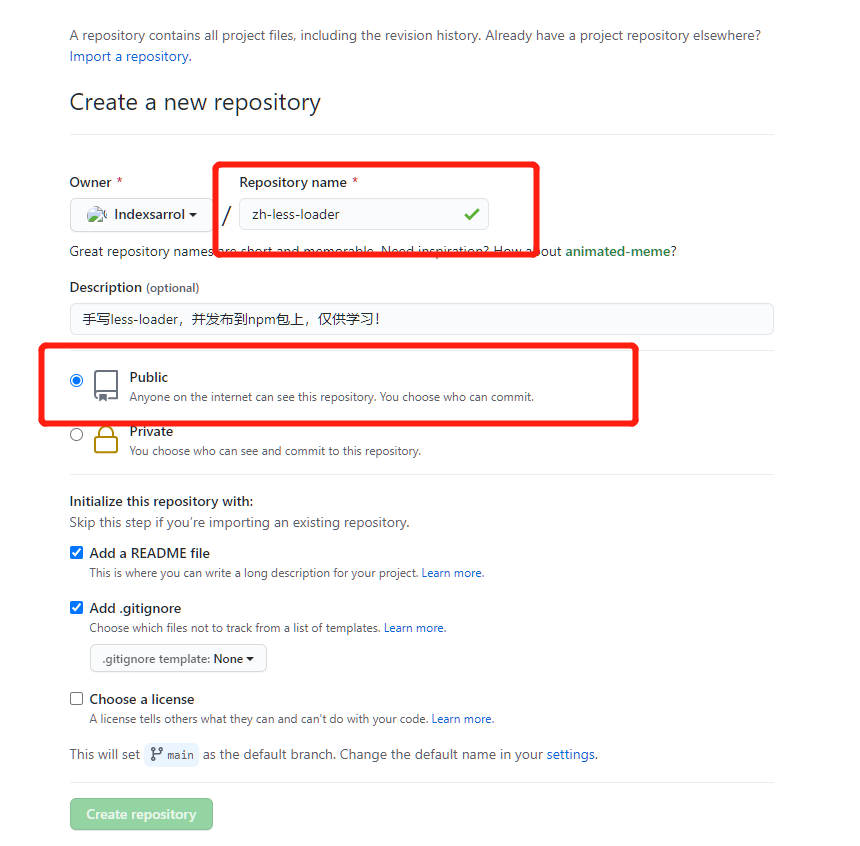 A repository contains all project files, including the revision history. Already have a project repository elsewhere?
Import a repository.
Create a new repository
Owner *
Repository name *
Indexsarrol
/
zh-less-loader
Great repository names are short and memorable. Need inspiration? How about animated-meme?
Description (optional)
手写less-loader，并发布到npm包上，仅供学习！
Public
Anyone on the internet can see this repository. You choose who can commit.
Private
You choose who can see and commit to this repository.
Initialize this repository with:
Skip this step if you’re importing an existing repository.
Add a README file
This is where you can write a long description for your project. Learn more.
Add .gitignore
Choose which files not to track from a list of templates. Learn more.
.gitignore template: None
Choose a license
A license tells others what they can and can't do with your code. Learn more.
This will set main as the default branch. Change the default name in your settings.
Create repository